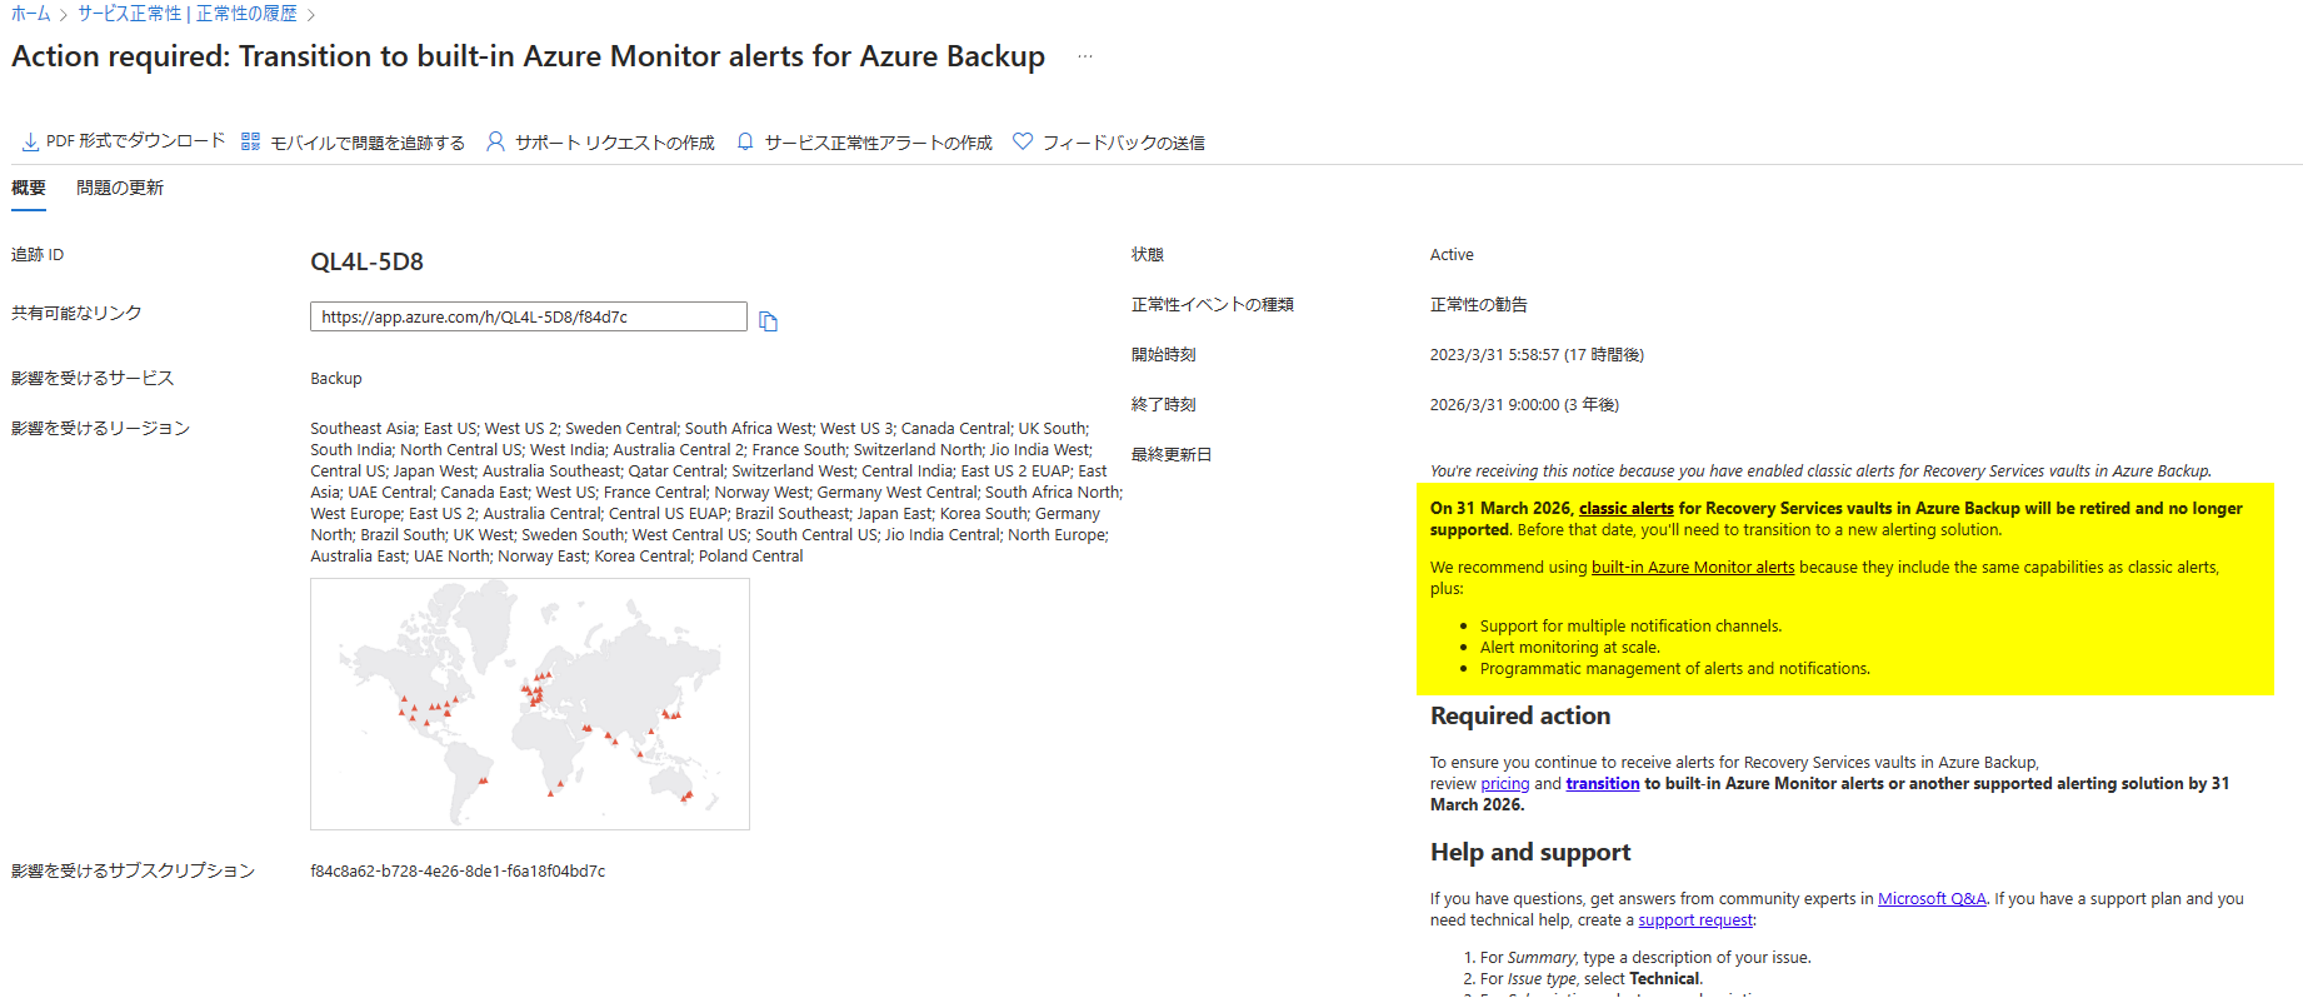 ホーム > サービス正常性 | 正常性の履歴 >
Action required: Transition to built-in Azure Monitor alerts for Azure Backup ...
PDF 形式でダウンロード モバイルで問題を追跡する サポート リクエストの作成 サービス正常性アラートの作成 フィードバックの送信
概要 問題の更新
追跡 ID
QL4L-5D8
共有可能なリンク
https://app.azure.com/h/QL4L-5D8/f84d7c
影響を受けるサービス
Backup
影響を受けるリージョン
Southeast Asia; East US; West US 2; Sweden Central; South Africa West; West US 3; Canada Central; UK South;
South India; North Central US; West India; Australia Central 2; France South; Switzerland North; Jio India West;
Central US; Japan West; Australia Southeast; Qatar Central; Switzerland West; Central India; East US 2 EUAP; East
Asia; UAE Central; Canada East; West US; France Central; Norway West; Germany West Central; South Africa North;
West Europe; East US 2; Australia Central; Central US EUAP; Brazil Southeast; Japan East; Korea South; Germany
North; Brazil South; UK West; Sweden South; West Central US; South Central US; Jio India Central; North Europe;
Australia East; UAE North; Norway East; Korea Central; Poland Central
影響を受けるサブスクリプション
f84c8a62-b728-4e26-8de1-f6a18f04bd7c
状態
Active
正常性イベントの種類
正常性の勧告
開始時刻
2023/3/31 5:58:57 (17 時間後)
終了時刻
2026/3/31 9:00:00 (3 年後)
最終更新日
You're receiving this notice because you have enabled classic alerts for Recovery Services vaults in Azure Backup.
On 31 March 2026, classic alerts for Recovery Services vaults in Azure Backup will be retired and no longer
supported. Before that date, you'll need to transition to a new alerting solution.
We recommend using built-in Azure Monitor alerts because they include the same capabilities as classic alerts,
plus:
• Support for multiple notification channels.
• Alert monitoring at scale.
• Programmatic management of alerts and notifications.
Required action
To ensure you continue to receive alerts for Recovery Services vaults in Azure Backup,
review pricing and transition to built-in Azure Monitor alerts or another supported alerting solution by 31
March 2026.
Help and support
If you have questions, get answers from community experts in Microsoft Q&A. If you have a support plan and you
need technical help, create a support request:
1. For Summary, type a description of your issue.
2. For Issue type, select Technical.